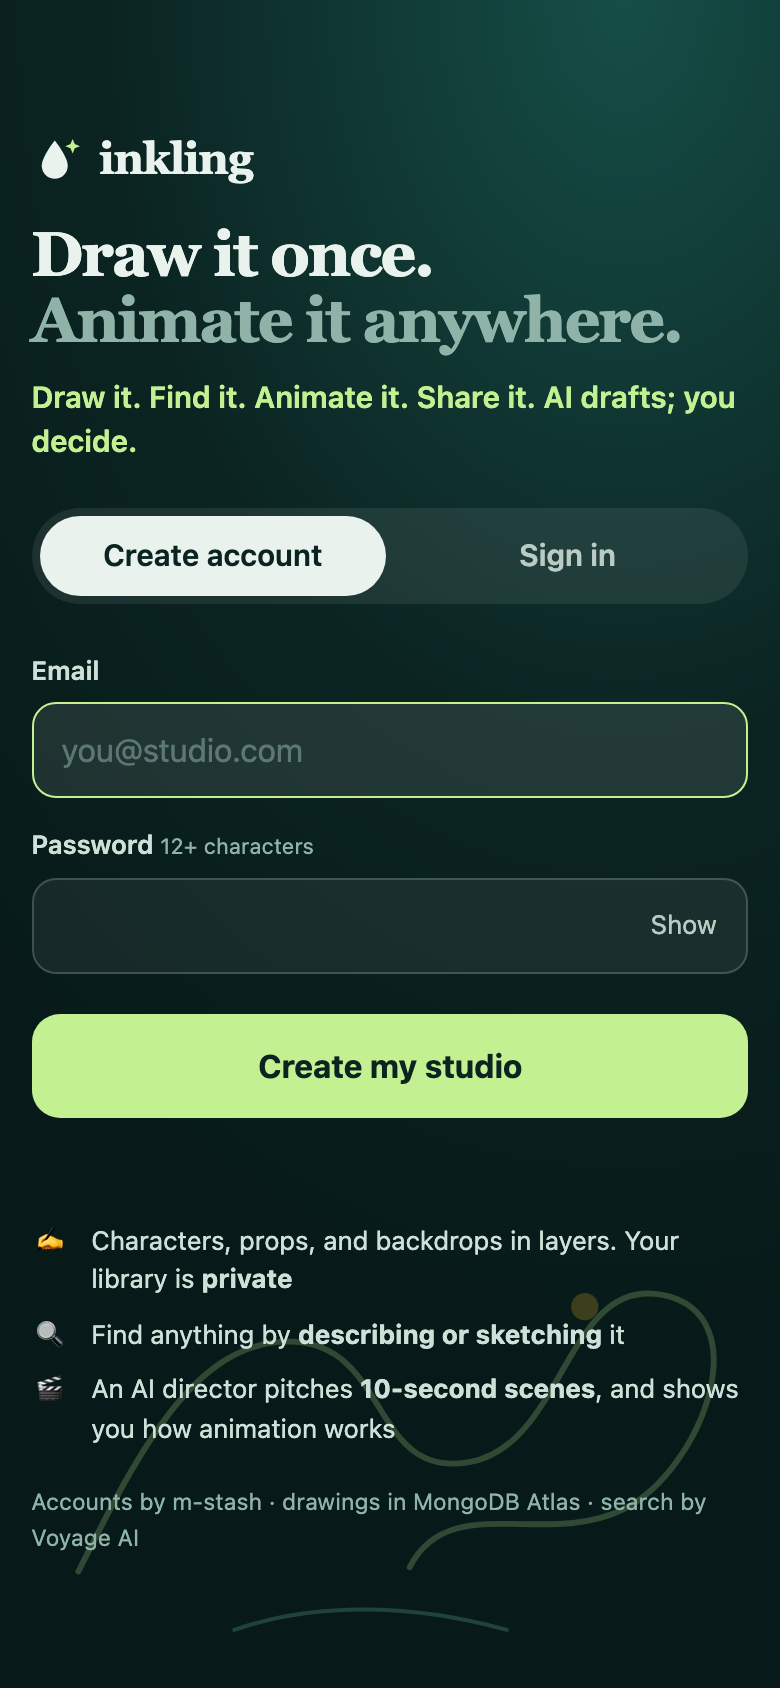 inkling
Draw it once.
Animate it anywhere.
Draw it. Find it. Animate it. Share it. AI drafts; you
decide.
Create account
Sign in
Email
you@studio.com
Password 12+ characters
Show
Create my studio
Characters, props, and backdrops in layers. Your
library is private
Find anything by describing or sketching it
An AI director pitches 10-second scenes, and shows
you how animation works
Accounts by m-stash · drawings in MongoDB Atlas · search by
Voyage AI